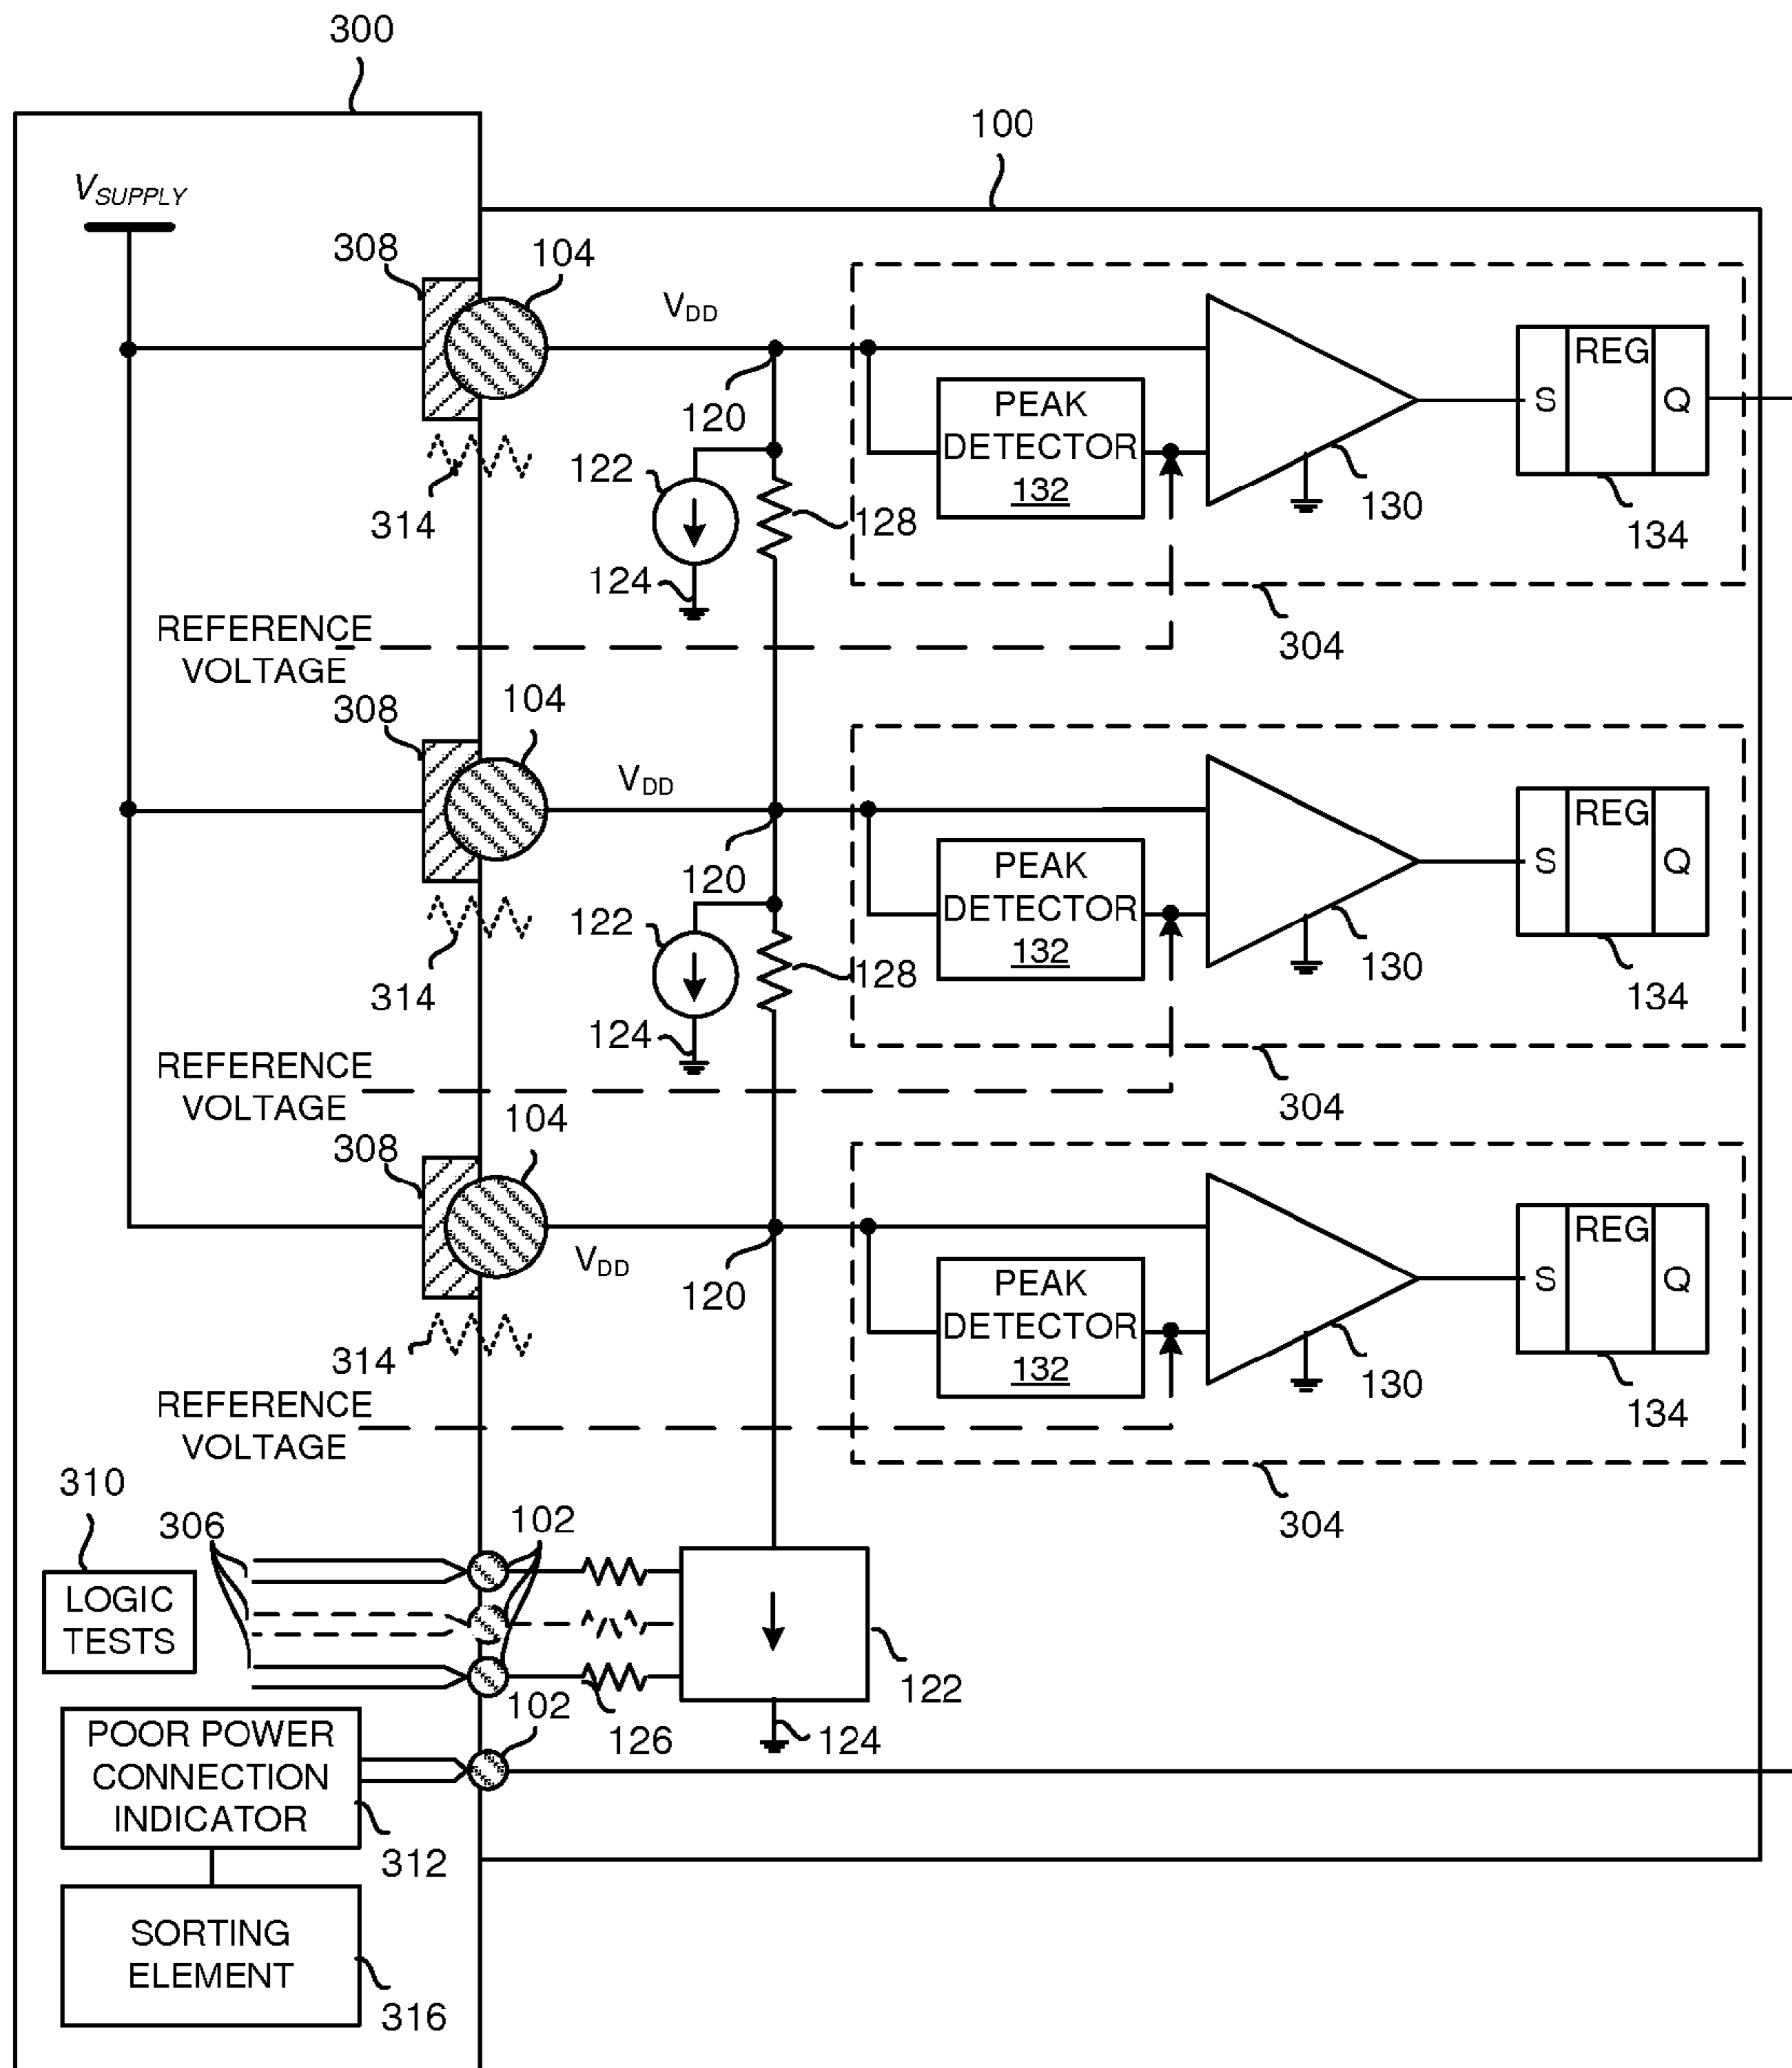 300
100
VSUPPLY
308
104
VDD
120
PEAK
DETECTOR
132
REG
S
Q
130
134
122
128
314
124
304
REFERENCE
VOLTAGE
308
104
VDD
120
PEAK
DETECTOR
132
REG
S
Q
130
134
122
128
314
124
304
REFERENCE
VOLTAGE
308
104
VDD
120
PEAK
DETECTOR
132
REG
S
Q
130
134
314
304
REFERENCE
VOLTAGE
310
306
102
LOGIC
TESTS
122
102
126
124
POOR POWER
CONNECTION
INDICATOR
312
SORTING
ELEMENT
316